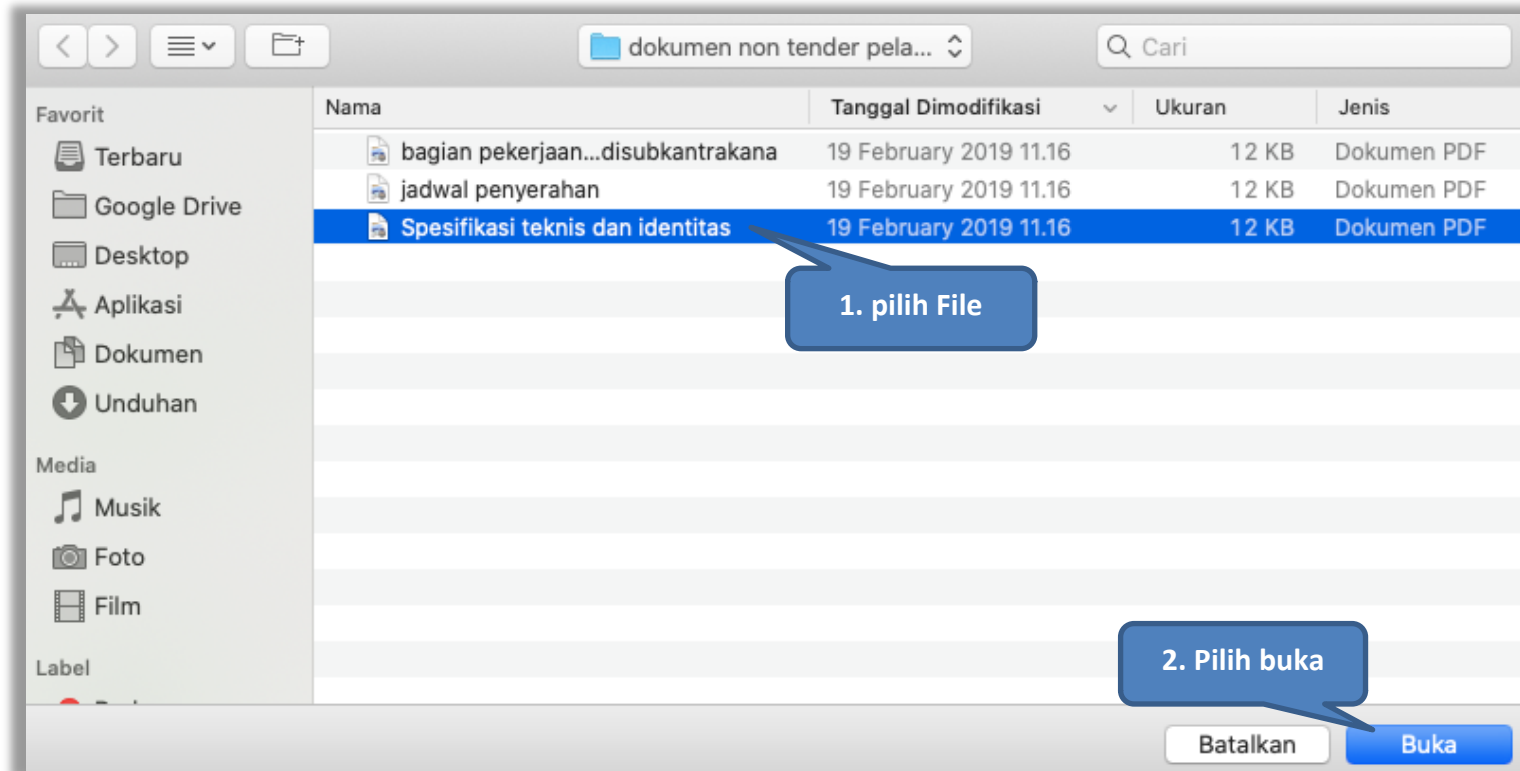 dokumen non tender pela...
Cari
Favorit
Terbaru
Google Drive
Desktop
Aplikasi
Dokumen
Unduhan
Media
Musik
Foto
Film
Label
Nama Tanggal Dimodifikasi Ukuran Jenis
bagian pekerjaan...disubkantrakana 19 February 2019 11.16 12 KB Dokumen PDF
jadwal penyerahan 19 February 2019 11.16 12 KB Dokumen PDF
Spesifikasi teknis dan identitas 19 February 2019 11.16 12 KB Dokumen PDF
1. pilih File
2. Pilih buka
Batalkan
Buka